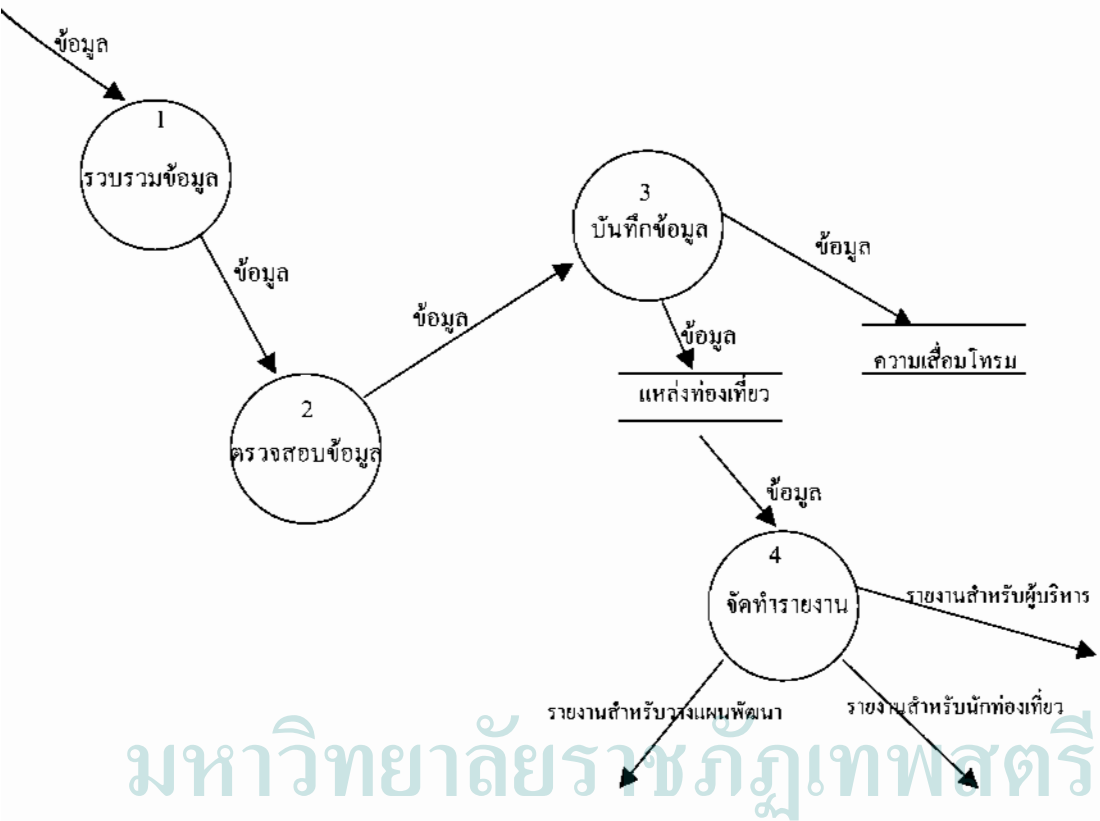 ข้อมูล
1
รวบรวมข้อมูล
ข้อมูล
2
ตรวจสอบข้อมูล
ข้อมูล
3
บันทึกข้อมูล
ข้อมูล
ความเสื่อมโทรม
ข้อมูล
แหล่งท่องเที่ยว
ข้อมูล
4
จัดทำรายงาน
รายงานสำหรับผู้บริหาร
รายงานสำหรับวางแผนพัฒนา
รายงานสำหรับนักท่องเที่ยว
มหาวิทยาลัยราชภัฏเทพสตรี